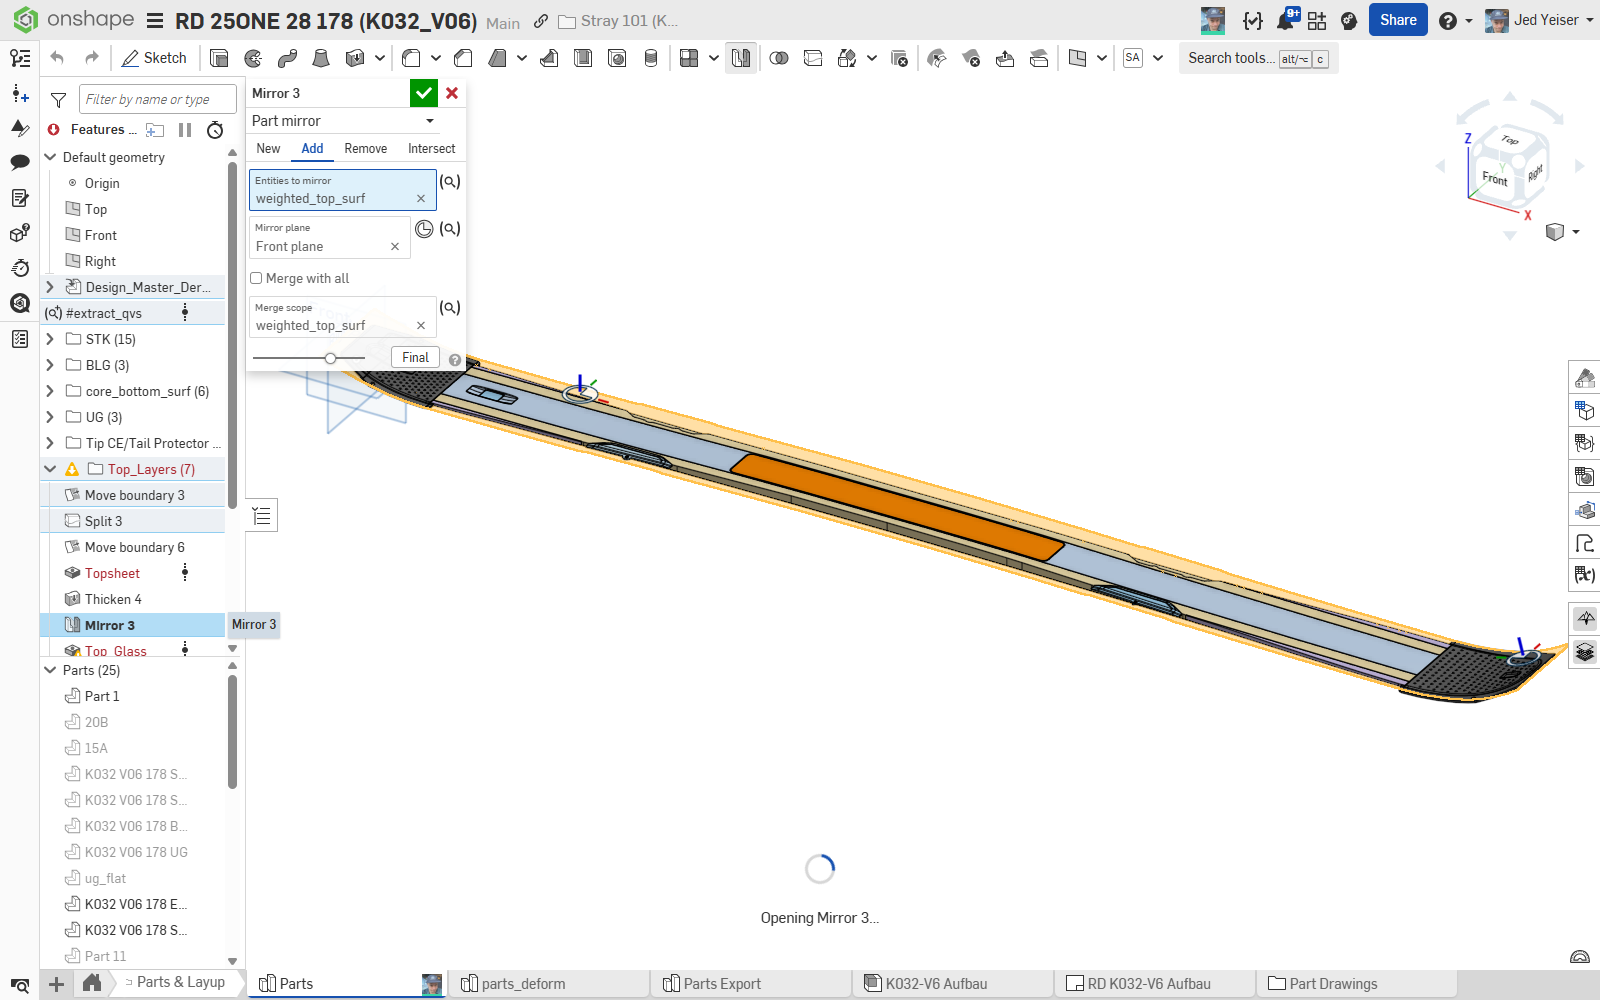 onshape
RD 25ONE 28 178 (K032_V06)
Main
Stray 101 (K...
9+
Share
Jed Yeiser
Sketch
SA
Search tools... alt/⌥ c
Filter by name or type
Features ...
Default geometry
Origin
Top
Front
Right
Design_Master_Der...
#extract_qvs
STK (15)
BLG (3)
core_bottom_surf (6)
UG (3)
Tip CE/Tail Protector ...
Top_Layers (7)
Move boundary 3
Split 3
Move boundary 6
Topsheet
Thicken 4
Mirror 3
Top_Glass
Mirror 3
Parts (25)
Part 1
20B
15A
K032 V06 178 S...
K032 V06 178 S...
K032 V06 178 B...
K032 V06 178 UG
ug_flat
K032 V06 178 E...
K032 V06 178 S...
Part 11
Mirror 3
Part mirror
New Add Remove Intersect
Entities to mirror
weighted_top_surf
Mirror plane
Front plane
Merge with all
Merge scope
weighted_top_surf
Final
Z
Top
Front
Right
Y
X
Opening Mirror 3...
Parts & Layup
Parts
parts_deform
Parts Export
K032-V6 Aufbau
RD K032-V6 Aufbau
Part Drawings